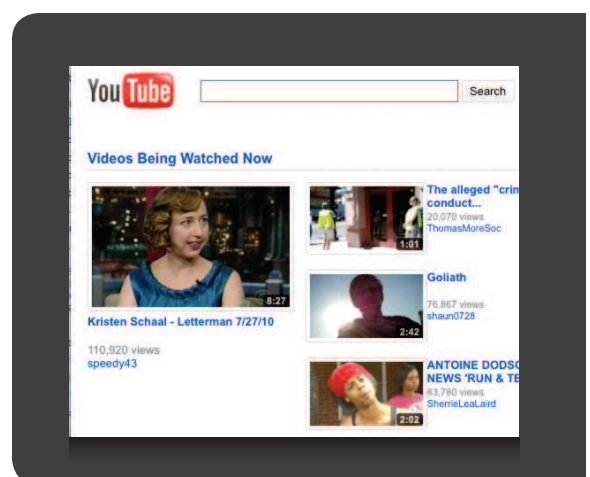 YouTube
Search
Videos Being Watched Now
8:27
Kristen Schaal - Letterman 7/27/10
110,920 views
speedy43
1:01
The alleged "crim
conduct...
20,070 views
ThomasMoreSoc
2:42
Goliath
76,867 views
shaun0728
2:02
ANTOINE DODSO
NEWS 'RUN & TE
83,780 views
SherrieLeaLaird